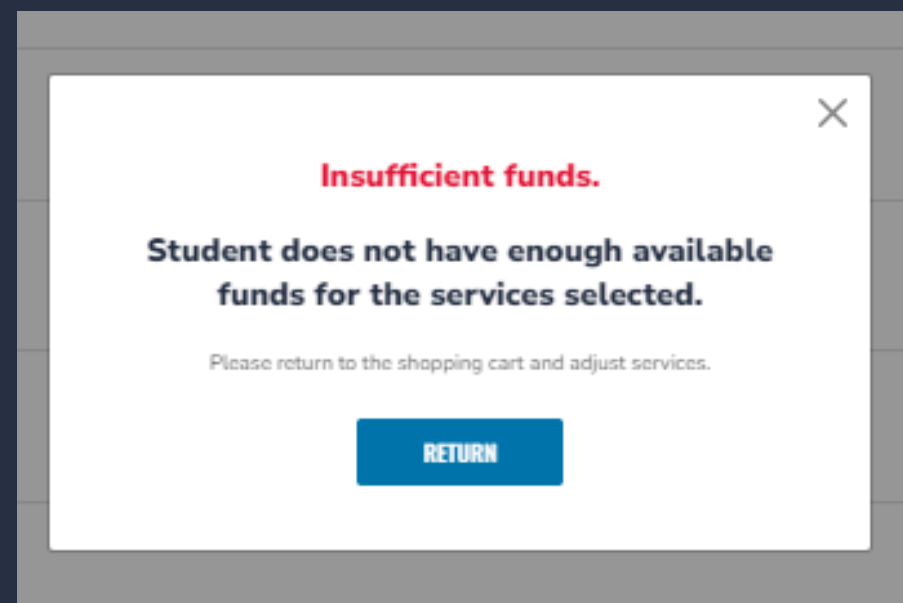 Insufficient funds.
Student does not have enough available
funds for the services selected.
Please return to the shopping cart and adjust services.
RETURN